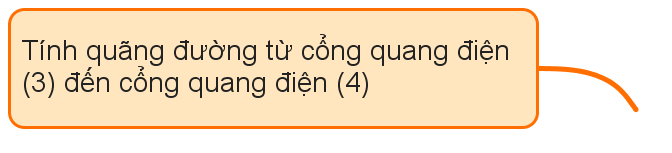 Tính quãng đường từ cổng quang điện
(3) đến cổng quang điện (4)